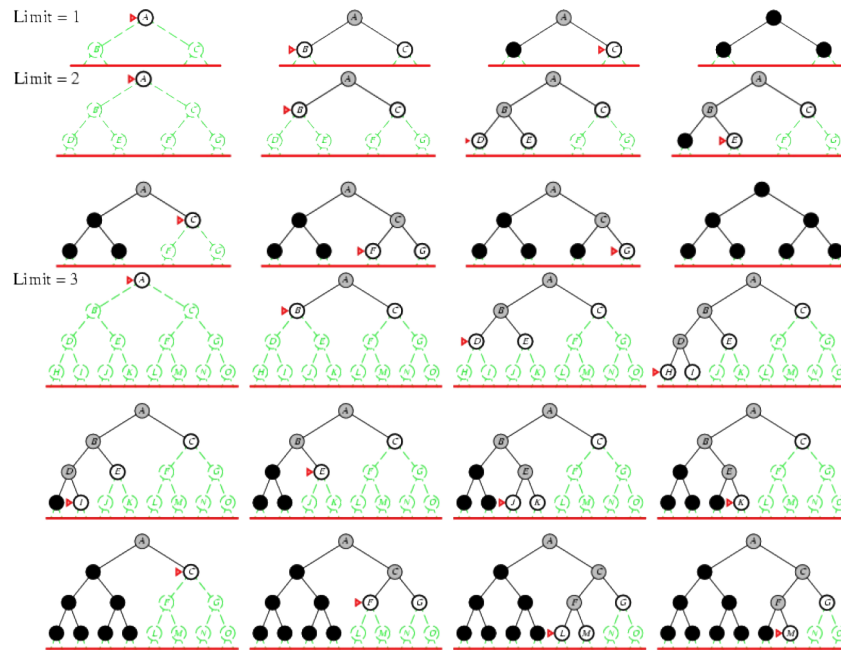 Limit = 1 A A A
B C B C C
Limit = 2 A A A A
B C B C B C B C
D E F G D E F G D E F G E F G
A A A
C C C
F G F G G
Limit = 3 A A A A
B C B C B C B C
D E F G D E F G D E F G D E F G
H I J K L M N O H I J K L M N O H I J K L M N O H I J K L M N O
A A A A
B C B C B C B C
D E F G E F G E F G E F G
I J K L M N O J K L M N O J K L M N O K L M N O
A A A A
C C C C
F G F G F G F G
L M N O L M N O L M N O M N O